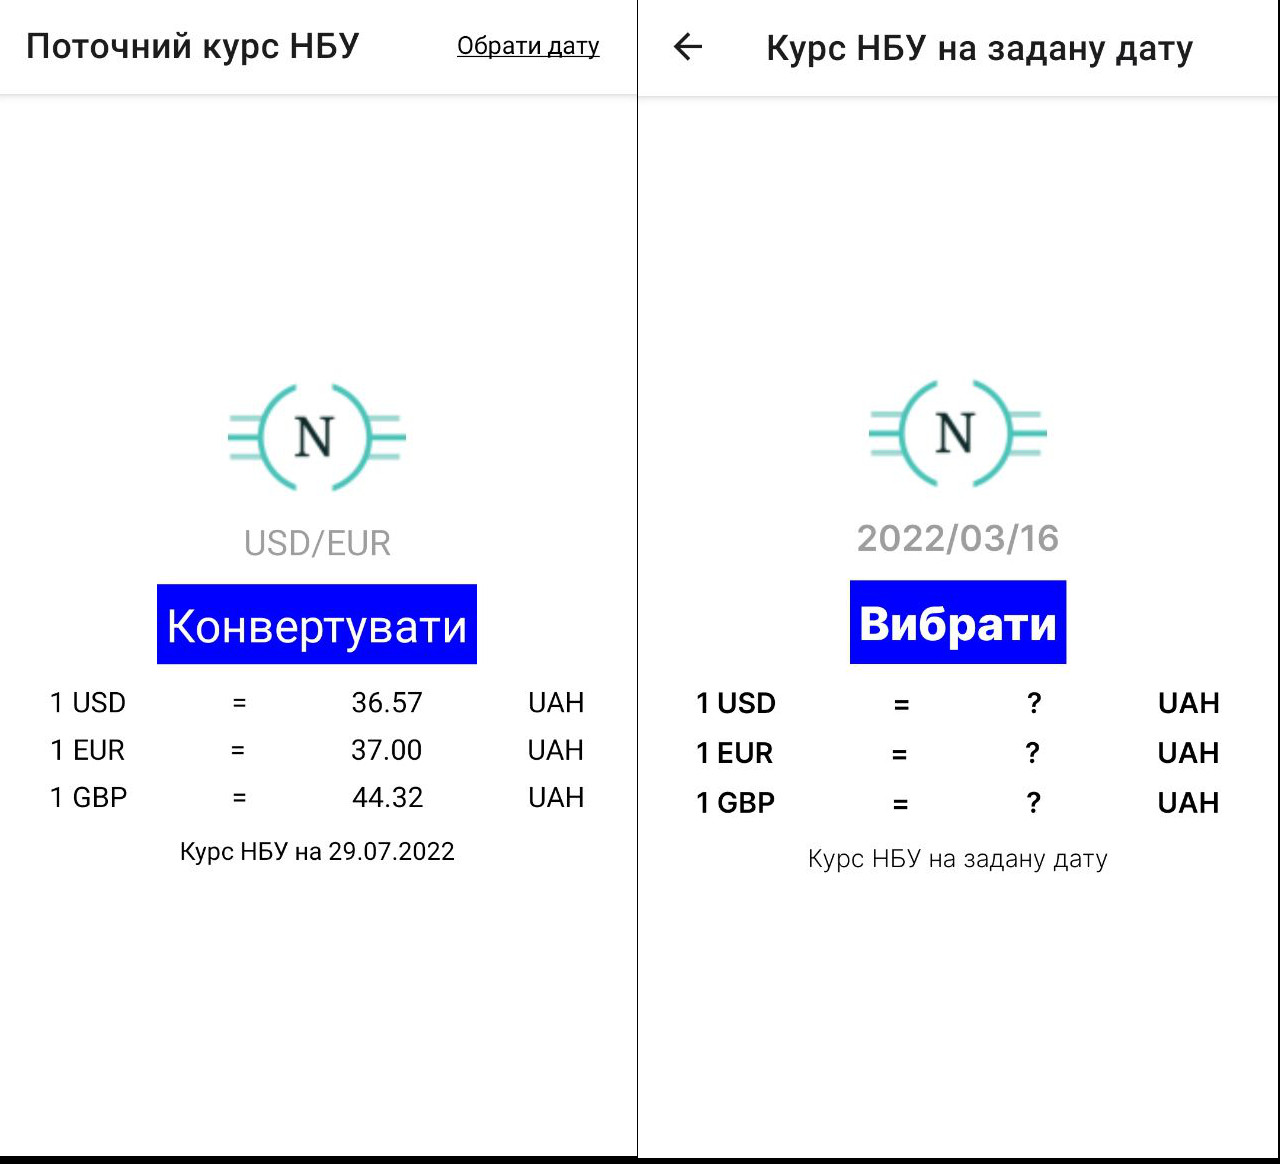 Поточний курс НБУ
Обрати дату
N
USD/EUR
Конвертувати
1 USD = 36.57 UAH
1 EUR = 37.00 UAH
1 GBP = 44.32 UAH
Курс НБУ на 29.07.2022
Курс НБУ на задану дату
N
2022/03/16
Вибрати
1 USD = ? UAH
1 EUR = ? UAH
1 GBP = ? UAH
Курс НБУ на задану дату